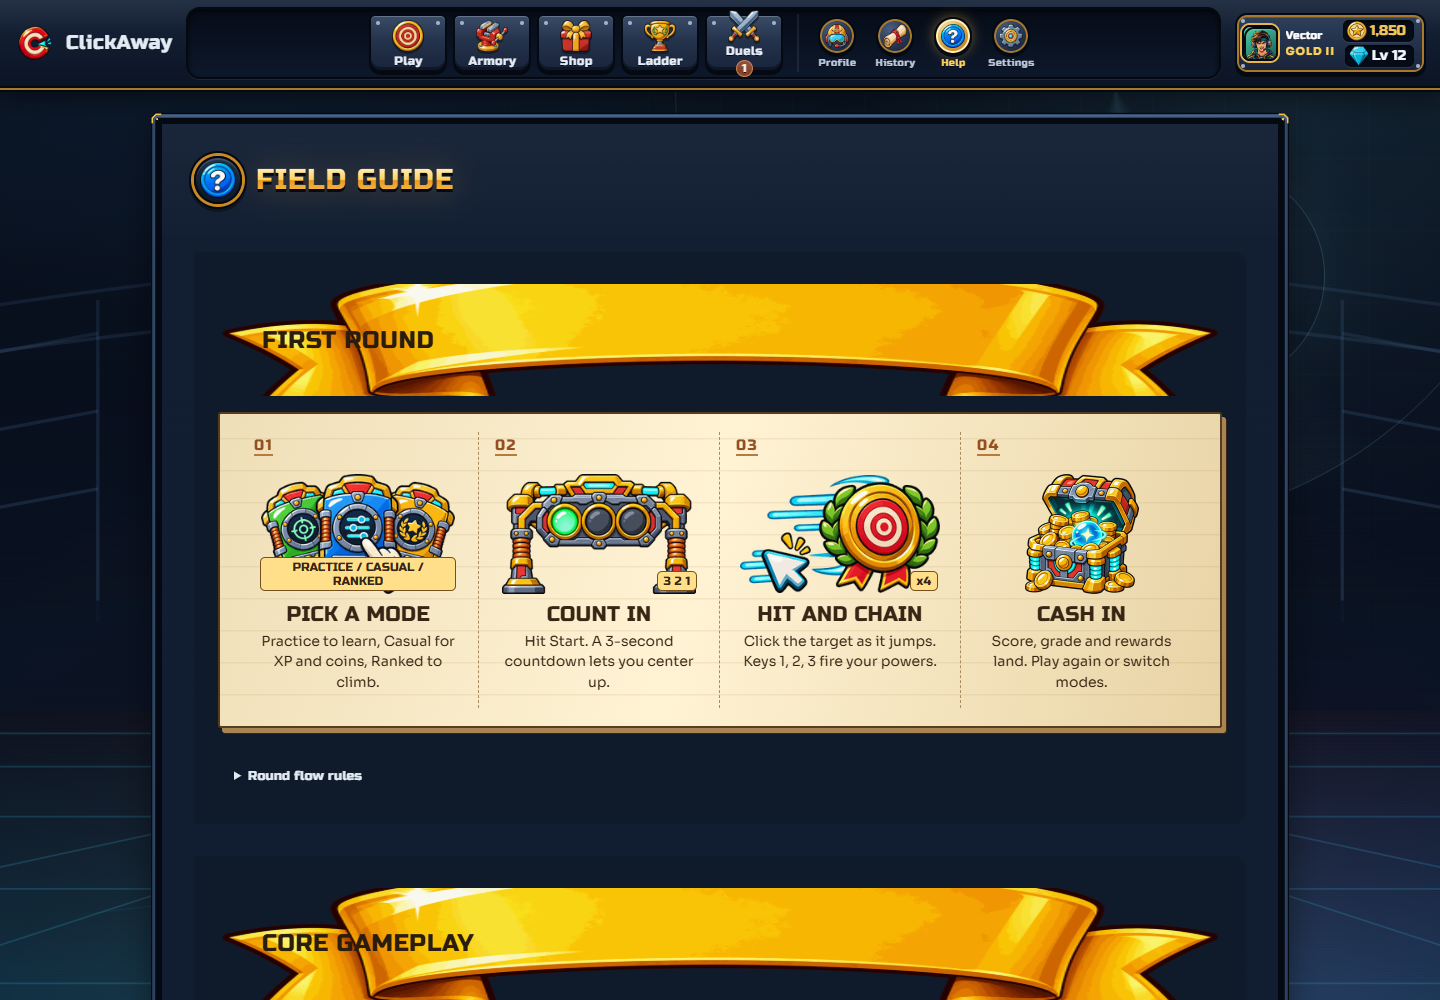 ClickAway
Play
Armory
Shop
Ladder
Duels
1
Profile
History
Help
Settings
Vector
GOLD II
1,850
Lv 12
FIELD GUIDE
FIRST ROUND
01
PRACTICE / CASUAL /
RANKED
PICK A MODE
Practice to learn, Casual for
XP and coins, Ranked to
climb.
02
3 2 1
COUNT IN
Hit Start. A 3-second
countdown lets you center
up.
03
x4
HIT AND CHAIN
Click the target as it jumps.
Keys 1, 2, 3 fire your powers.
04
CASH IN
Score, grade and rewards
land. Play again or switch
modes.
Round flow rules
CORE GAMEPLAY